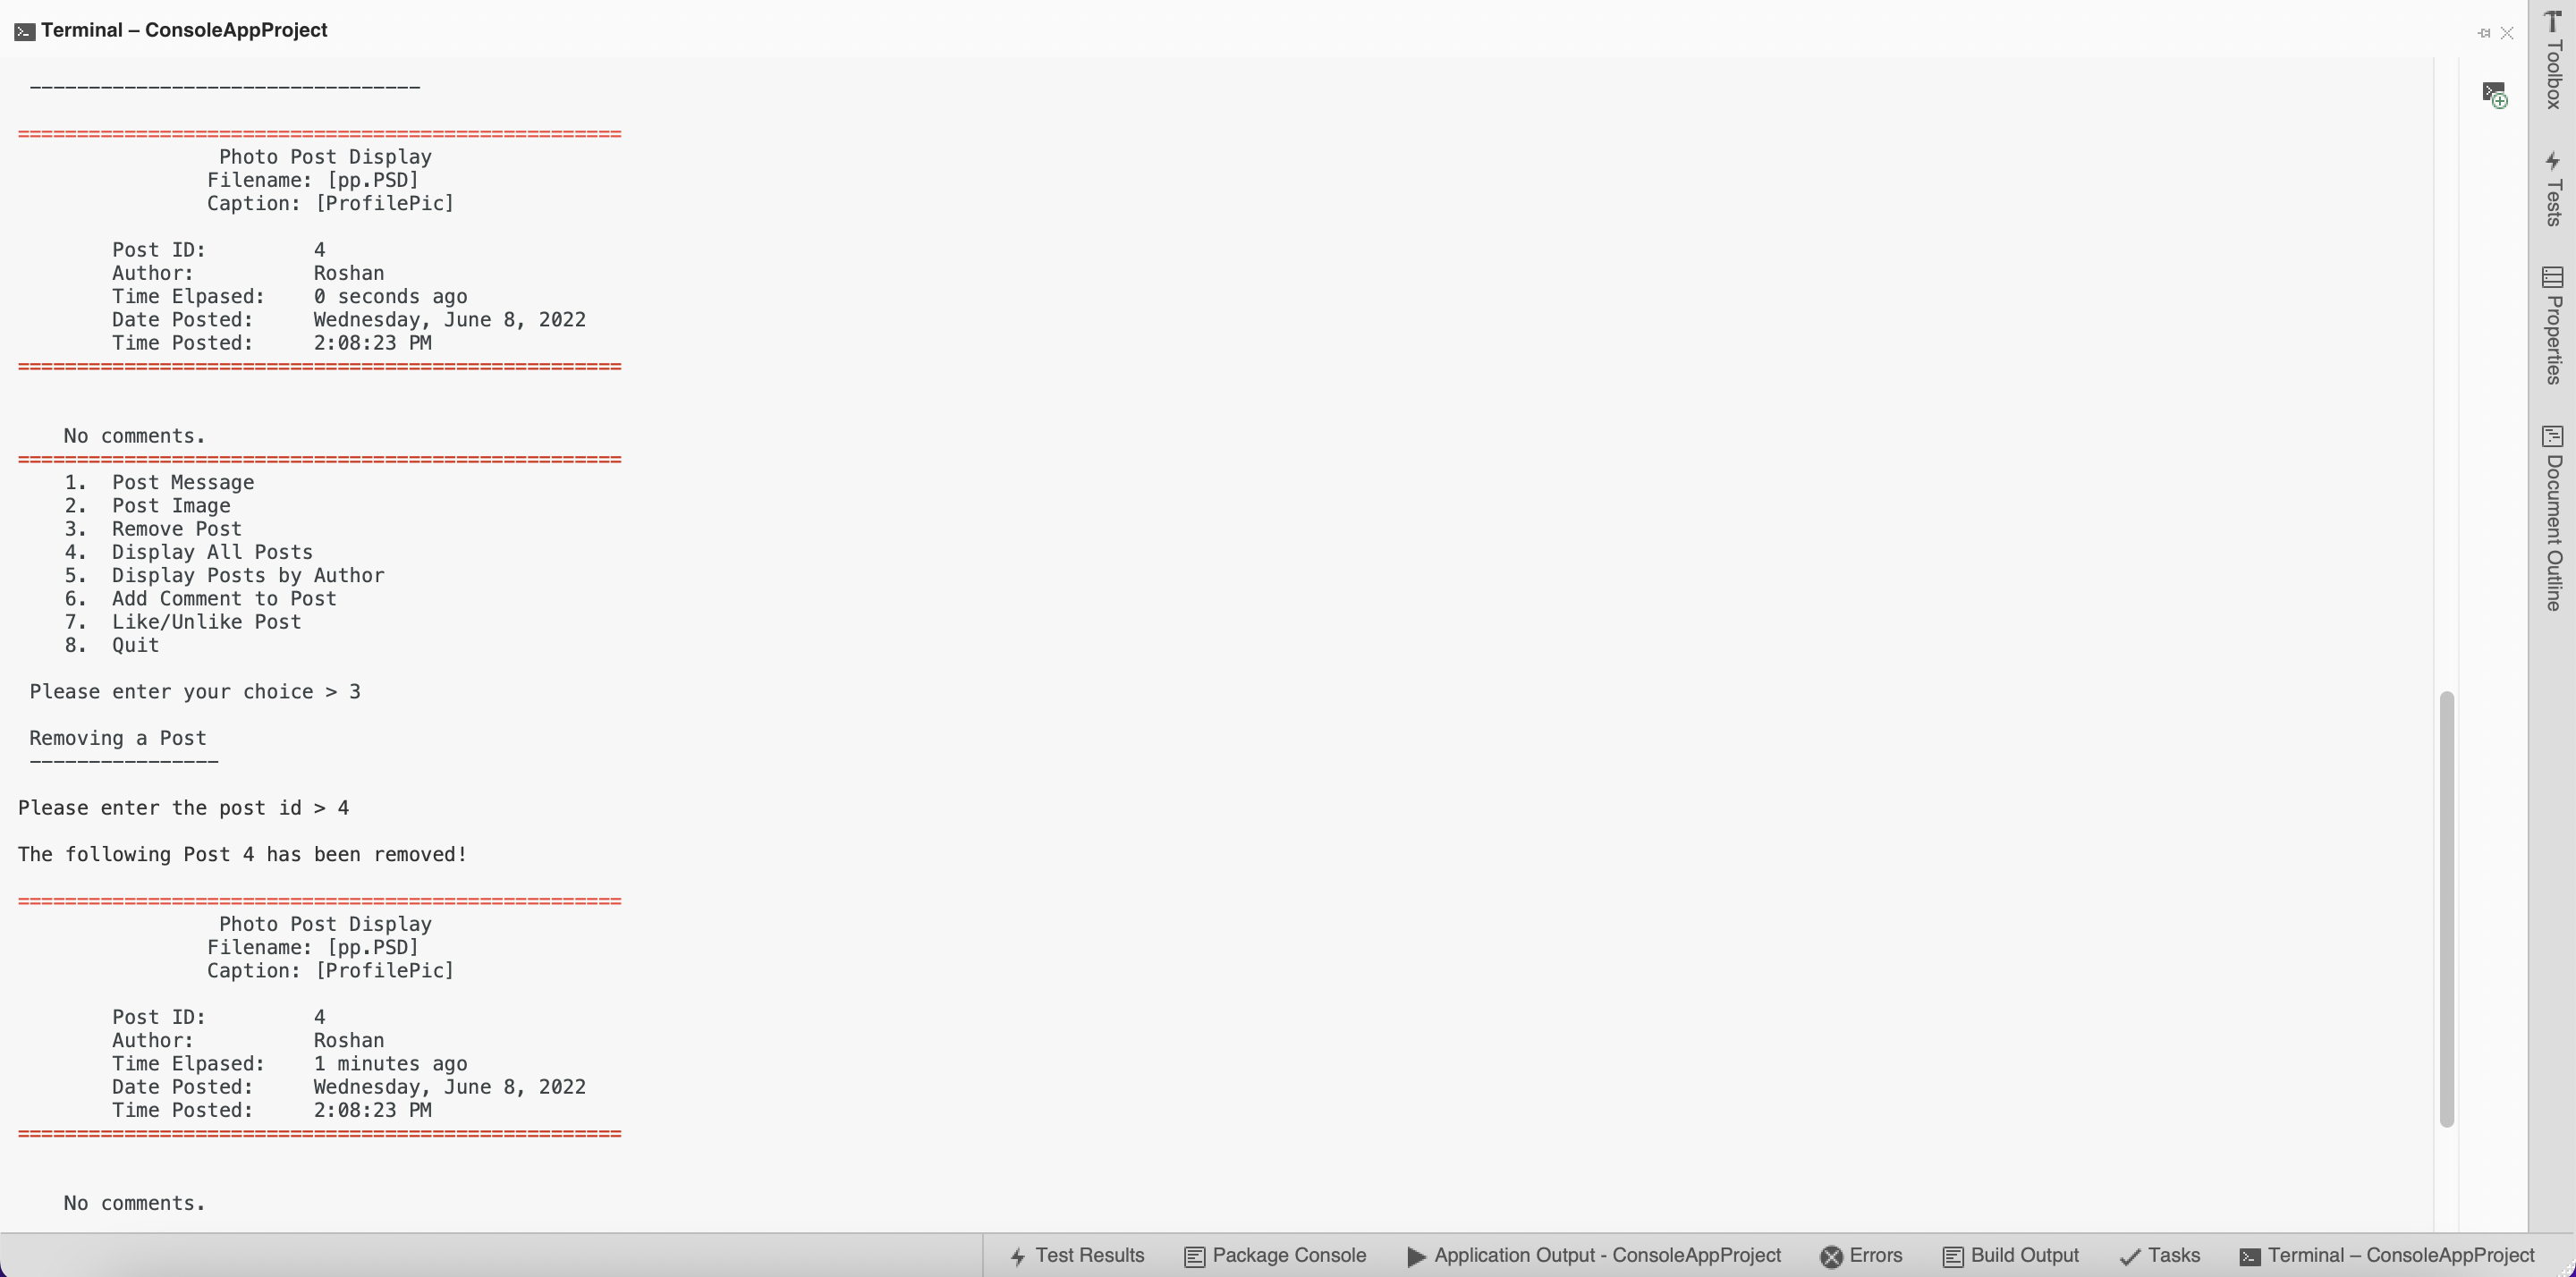 Terminal – ConsoleAppProject
---------------------------------
===================================================
Photo Post Display
Filename: [pp.PSD]
Caption: [ProfilePic]
Post ID: 4
Author: Roshan
Time Elpased: 0 seconds ago
Date Posted: Wednesday, June 8, 2022
Time Posted: 2:08:23 PM
===================================================
No comments.
===================================================
1. Post Message
2. Post Image
3. Remove Post
4. Display All Posts
5. Display Posts by Author
6. Add Comment to Post
7. Like/Unlike Post
8. Quit
Please enter your choice > 3
Removing a Post
----------------
Please enter the post id > 4
The following Post 4 has been removed!
===================================================
Photo Post Display
Filename: [pp.PSD]
Caption: [ProfilePic]
Post ID: 4
Author: Roshan
Time Elpased: 1 minutes ago
Date Posted: Wednesday, June 8, 2022
Time Posted: 2:08:23 PM
===================================================
No comments.
Toolbox
Tests
Properties
Document Outline
Test Results Package Console Application Output - ConsoleAppProject Errors Build Output Tasks Terminal – ConsoleAppProject